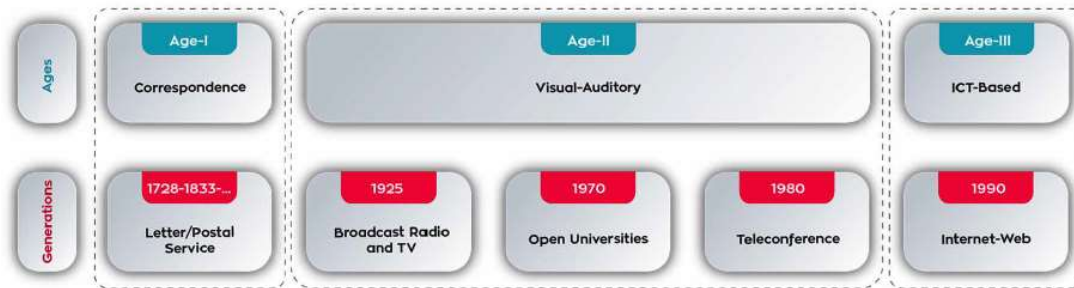 Ages
Age-I
Correspondence
Age-II
Visual-Auditory
Age-III
ICT-Based
Generations
1728-1833-...
Letter/Postal
Service
1925
Broadcast Radio
and TV
1970
Open Universities
1980
Teleconference
1990
Internet-Web